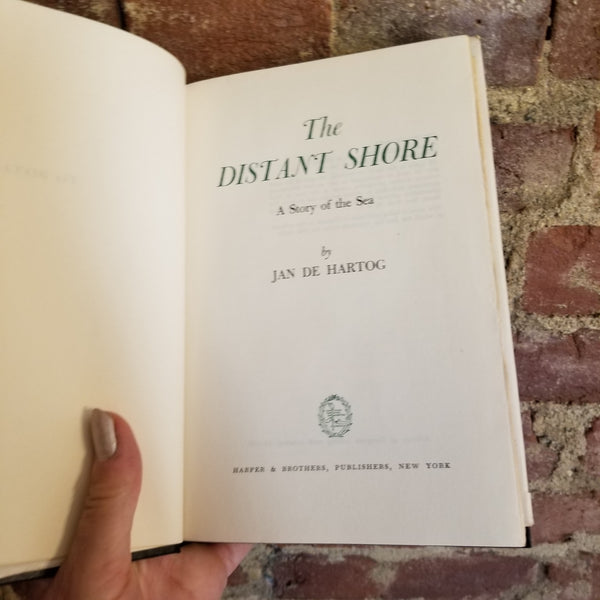 The
DISTANT SHORE
A Story of the Sea
by
JAN DE HARTOG
HARPER & BROTHERS, PUBLISHERS, NEW YORK